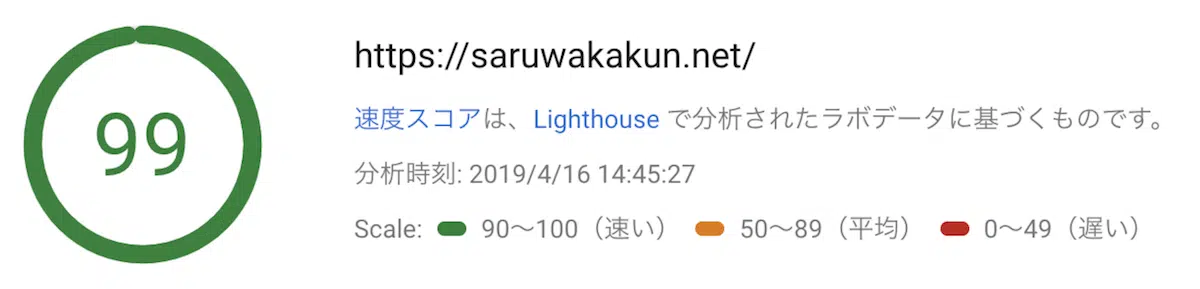 99
https://saruwakakun.net/
速度スコアは、Lighthouse で分析されたラボデータに基づくものです。
分析時刻: 2019/4/16 14:45:27
Scale: 90〜100（速い） 50〜89（平均） 0〜49（遅い）